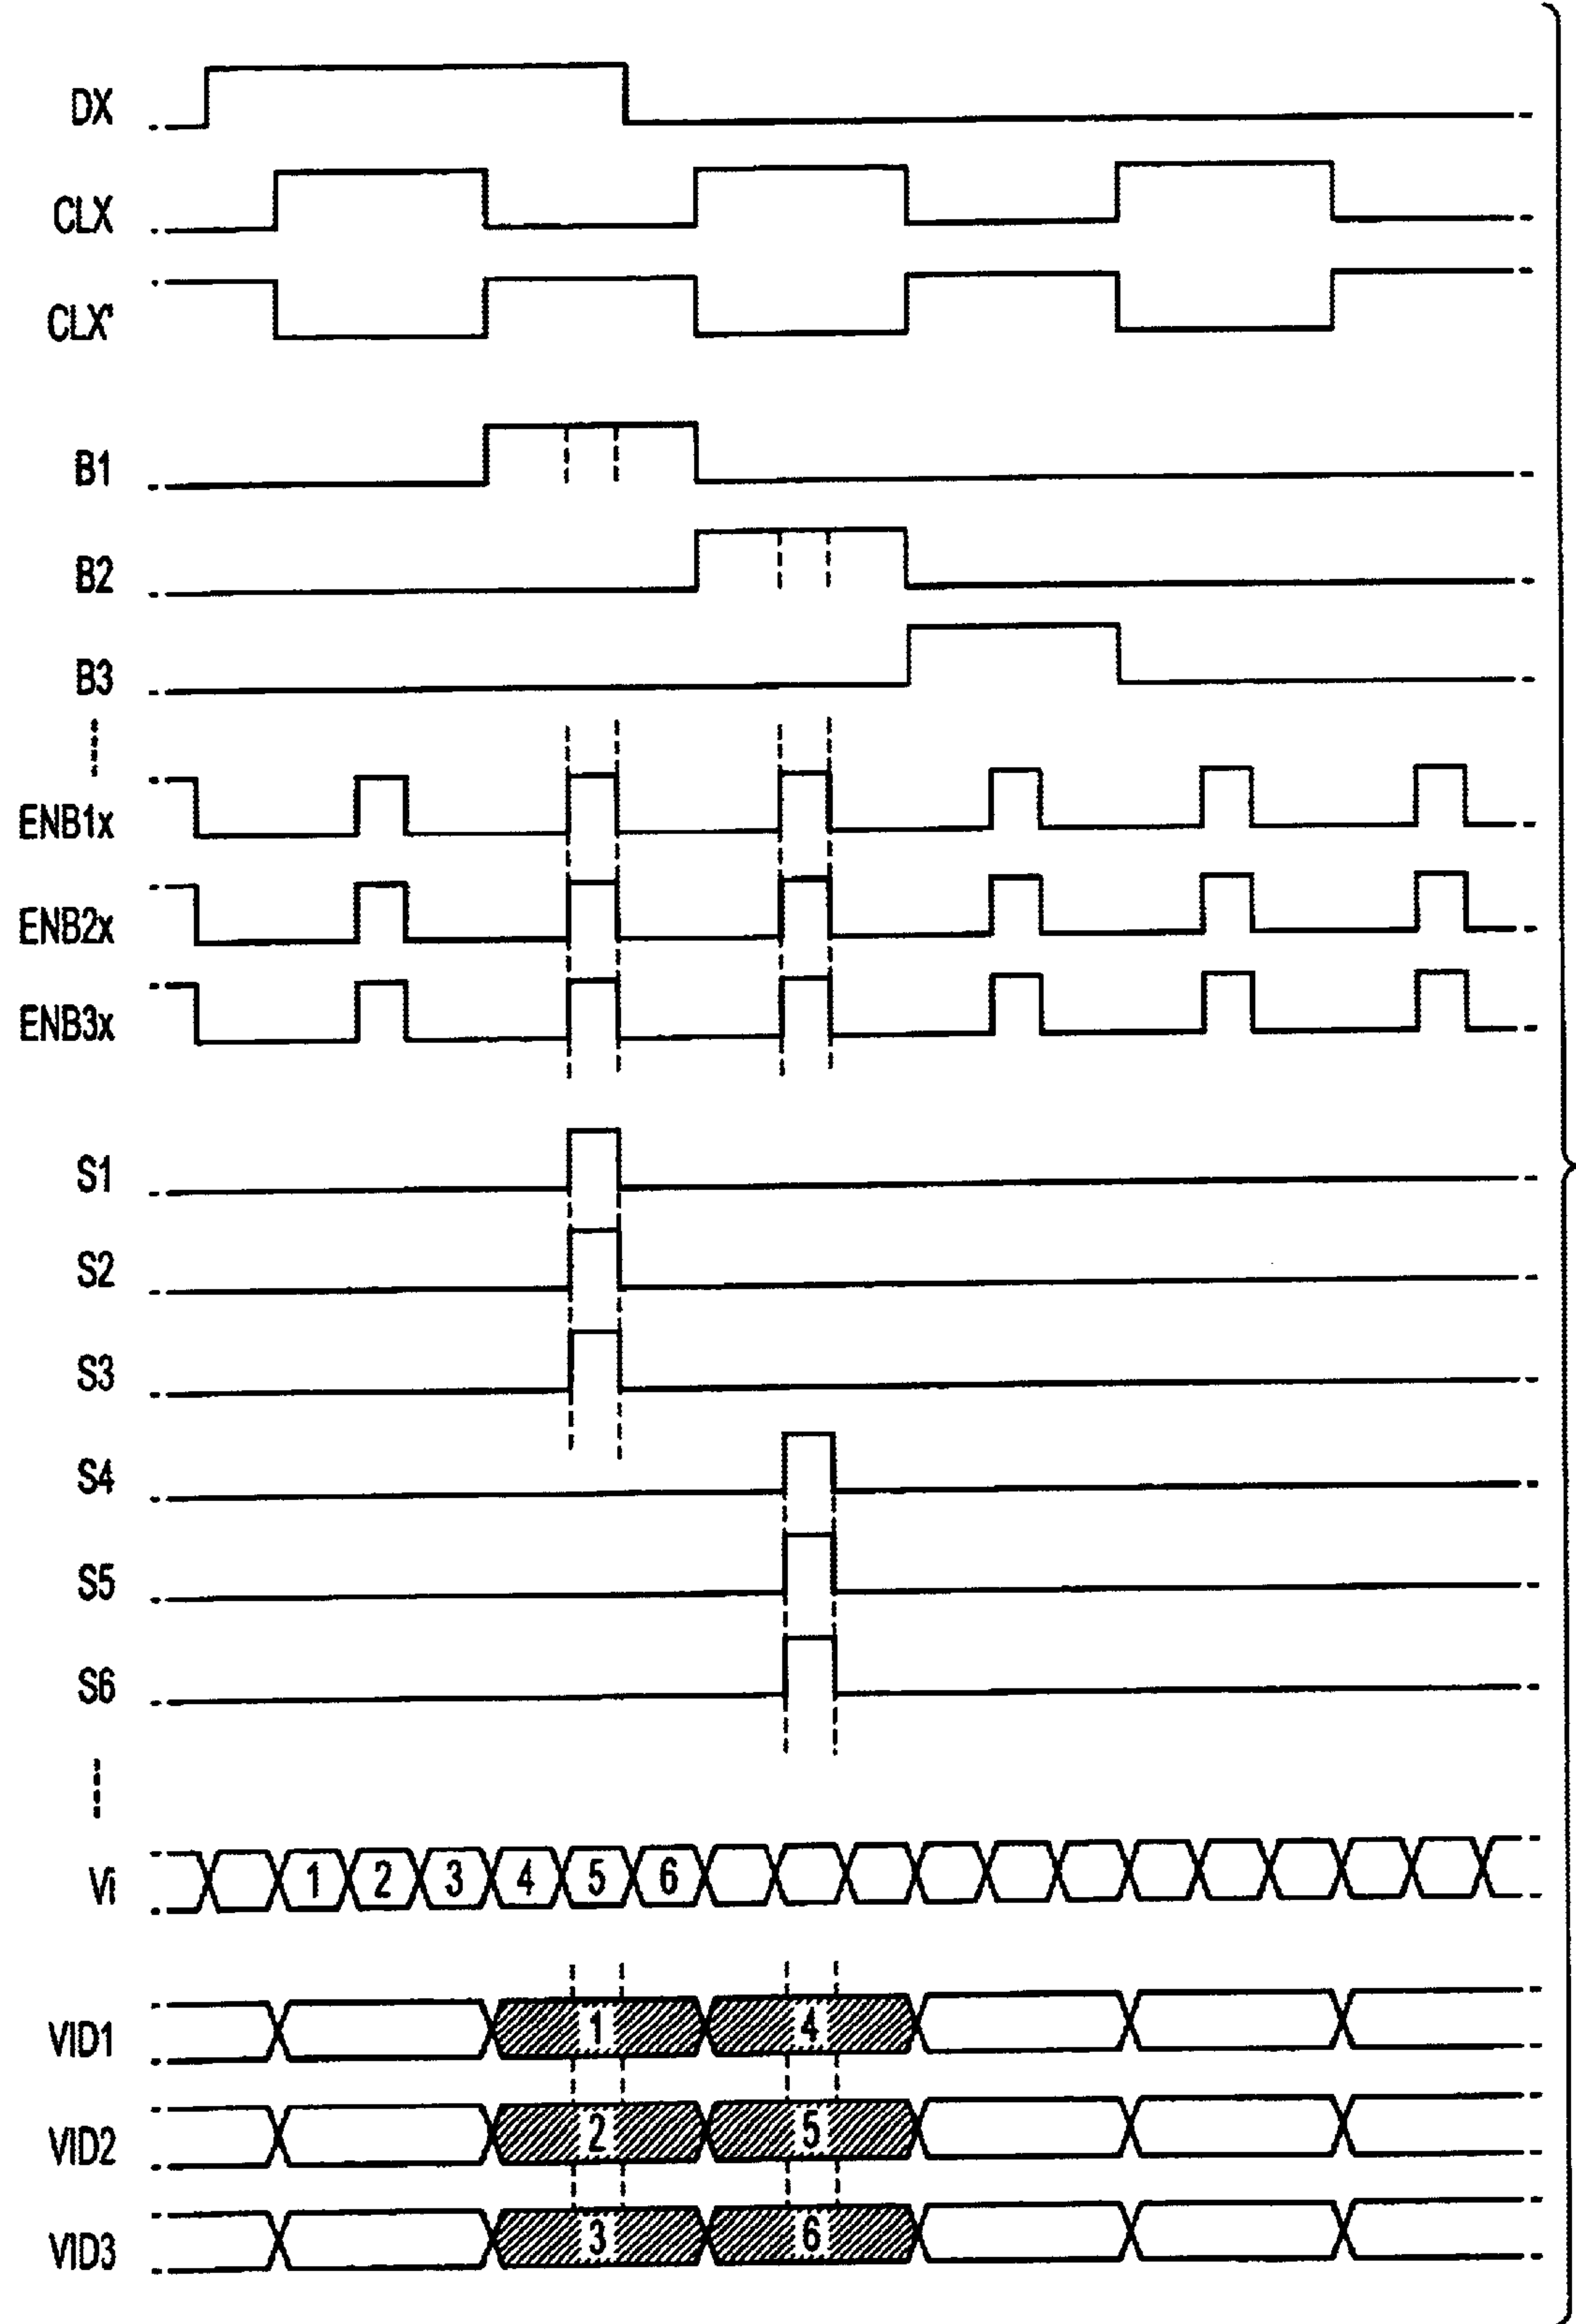 DX
CLX
CLX'
B1
B2
B3
ENB1x
ENB2x
ENB3x
S1
S2
S3
S4
S5
S6
Vi 1 2 3 4 5 6
VID1 1 4
VID2 2 5
VID3 3 6